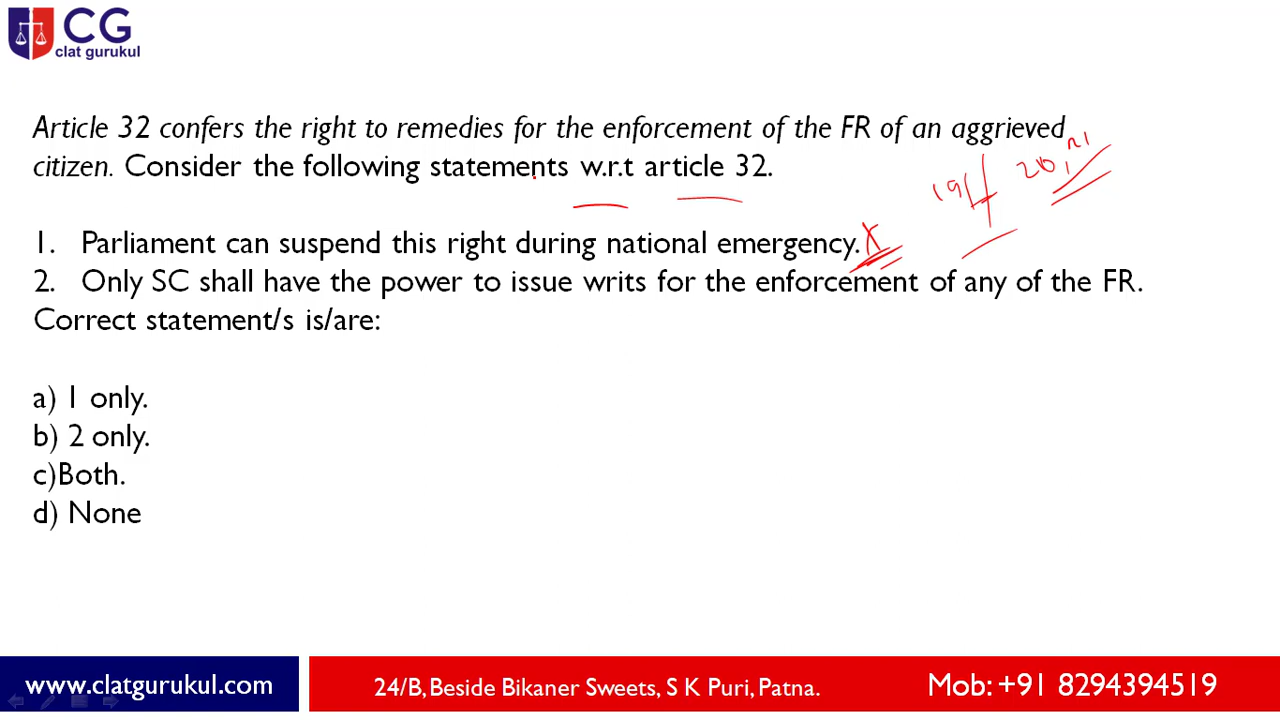 CG
clat gurukul
Article 32 confers the right to remedies for the enforcement of the FR of an aggrieved
citizen. Consider the following statements w.r.t article 32.
19
20, 21
1. Parliament can suspend this right during national emergency. X
2. Only SC shall have the power to issue writs for the enforcement of any of the FR.
Correct statement/s is/are:
a) 1 only.
b) 2 only.
c)Both.
d) None
www.clatgurukul.com
24/B, Beside Bikaner Sweets, S K Puri, Patna.
Mob: +91 8294394519